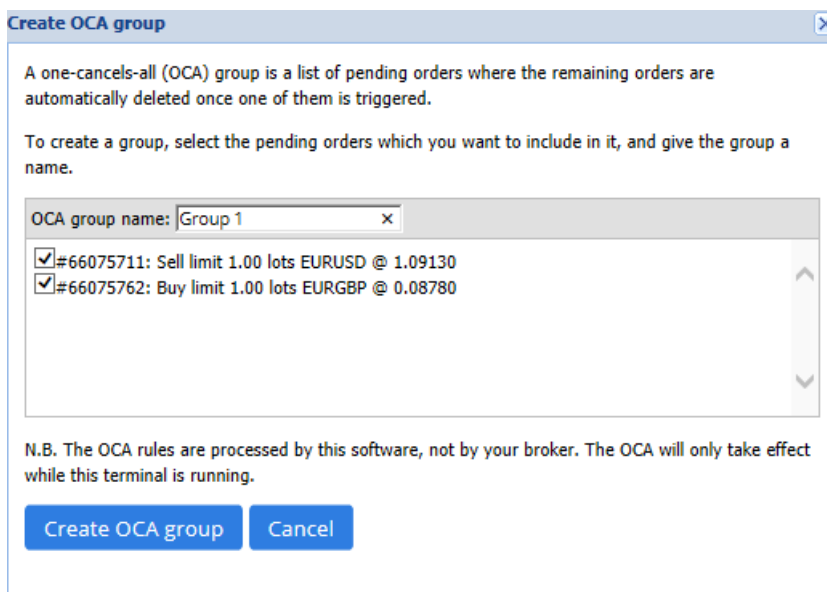 Create OCA group
A one-cancels-all (OCA) group is a list of pending orders where the remaining orders are
automatically deleted once one of them is triggered.
To create a group, select the pending orders which you want to include in it, and give the group a
name.
OCA group name: Group 1
#66075711: Sell limit 1.00 lots EURUSD @ 1.09130
#66075762: Buy limit 1.00 lots EURGBP @ 0.08780
N.B. The OCA rules are processed by this software, not by your broker. The OCA will only take effect
while this terminal is running.
Create OCA group Cancel